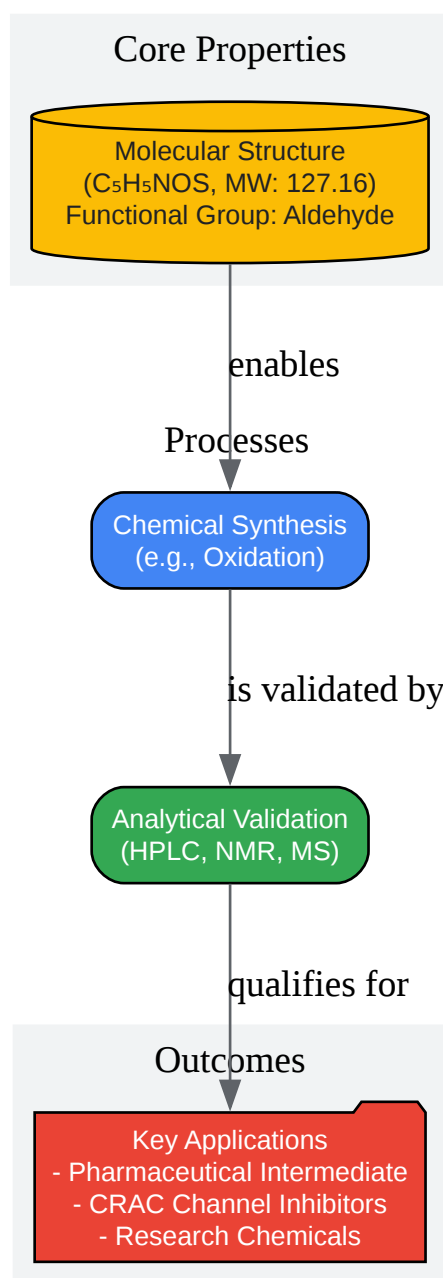 Core Properties
Molecular Structure
(C₅H₅NOS, MW: 127.16)
Functional Group: Aldehyde
enables
Processes
Chemical Synthesis
(e.g., Oxidation)
is validated by
Analytical Validation
(HPLC, NMR, MS)
qualifies for
Outcomes
Key Applications
- Pharmaceutical Intermediate
- CRAC Channel Inhibitors
- Research Chemicals